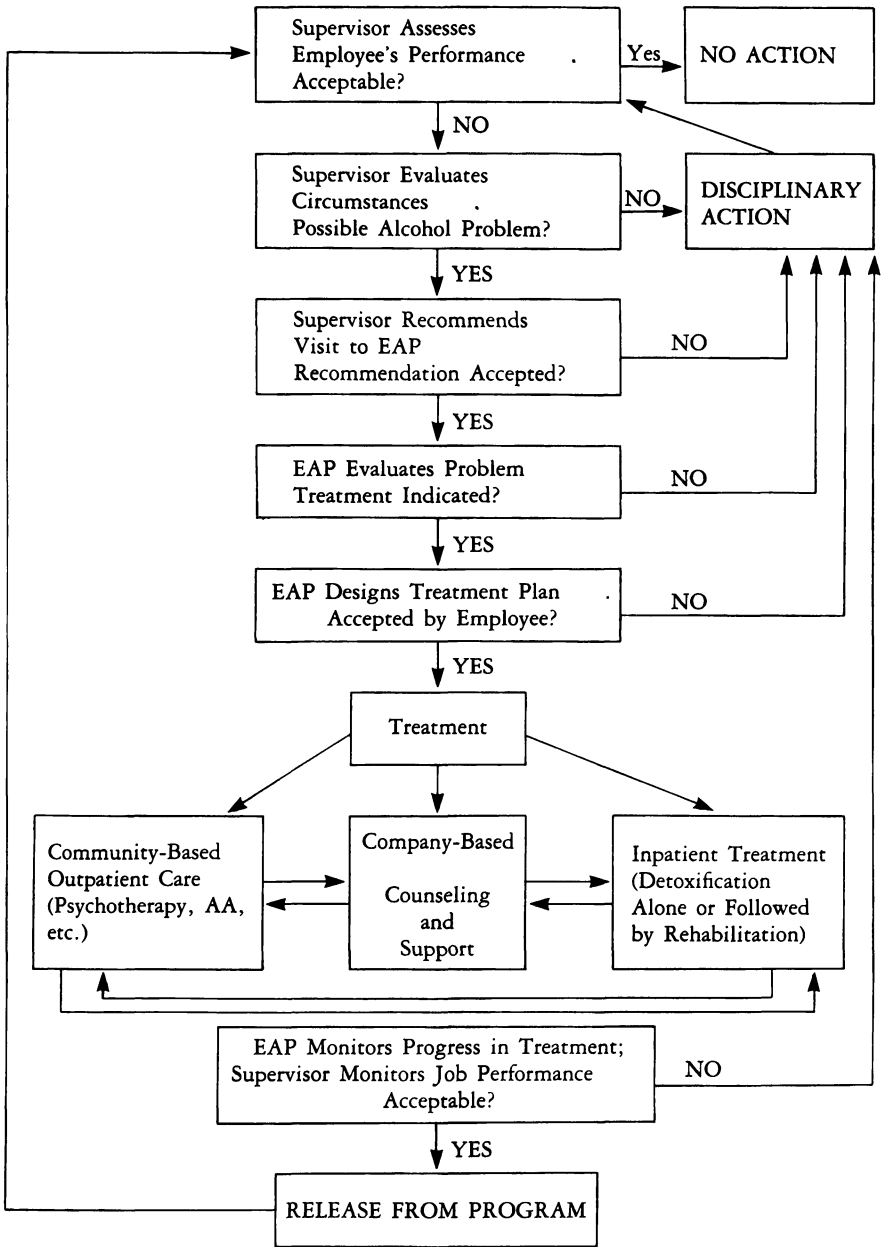 Supervisor Assesses
Employee's Performance
Acceptable?
Yes
NO ACTION
NO
Supervisor Evaluates
Circumstances
Possible Alcohol Problem?
NO
DISCIPLINARY
ACTION
YES
Supervisor Recommends
Visit to EAP
Recommendation Accepted?
NO
YES
EAP Evaluates Problem
Treatment Indicated?
NO
YES
EAP Designs Treatment Plan
Accepted by Employee?
NO
YES
Treatment
Community-Based
Outpatient Care
(Psychotherapy, AA,
etc.)
Company-Based
Counseling
and
Support
Inpatient Treatment
(Detoxification
Alone or Followed
by Rehabilitation)
EAP Monitors Progress in Treatment;
Supervisor Monitors Job Performance
Acceptable?
NO
YES
RELEASE FROM PROGRAM